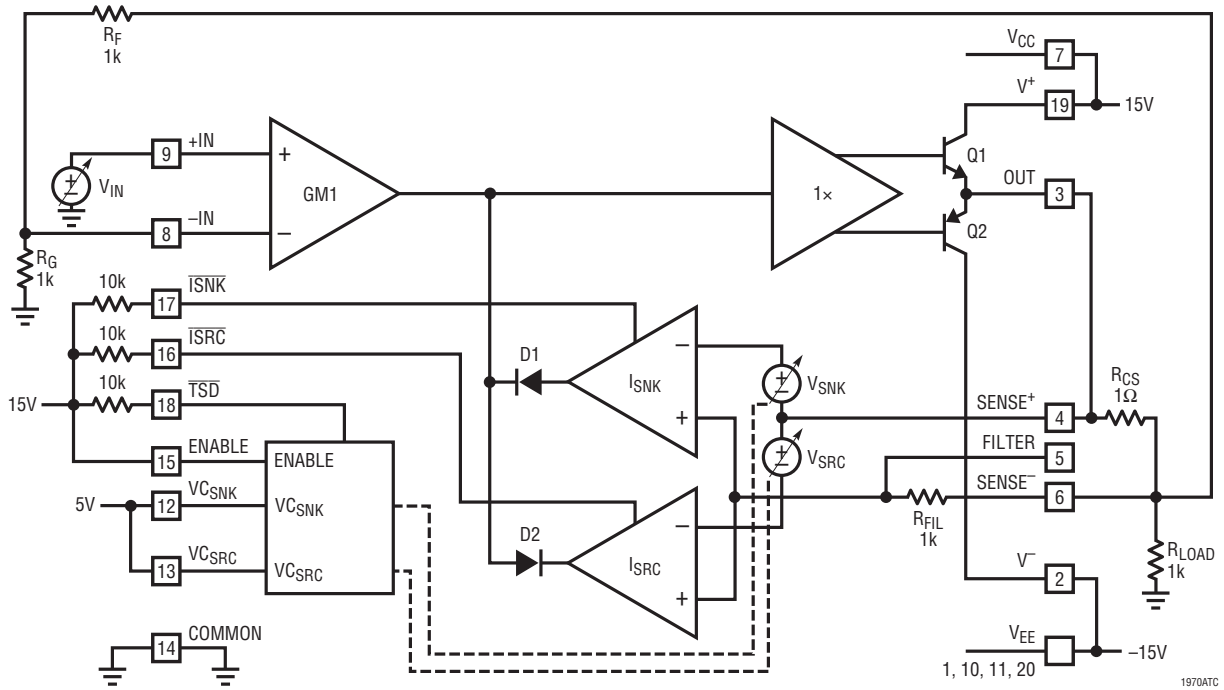 RF
1k
VCC
7
V+
19
15V
9
+IN
+
VIN
GM1
1×
Q1
OUT
3
8
–IN
–
Q2
RG
1k
10k
17
ISNK
10k
16
ISRC
10k
18
TSD
15V
15
ENABLE
ENABLE
5V
12
VCSNK
VCSNK
13
VCSRC
VCSRC
14
COMMON
D1
ISNK
–
+
VSNK
VSRC
D2
ISRC
–
+
SENSE+
4
RCS
1Ω
FILTER
5
SENSE–
6
RFIL
1k
RLOAD
1k
V–
2
VEE
1, 10, 11, 20
–15V
1970ATC